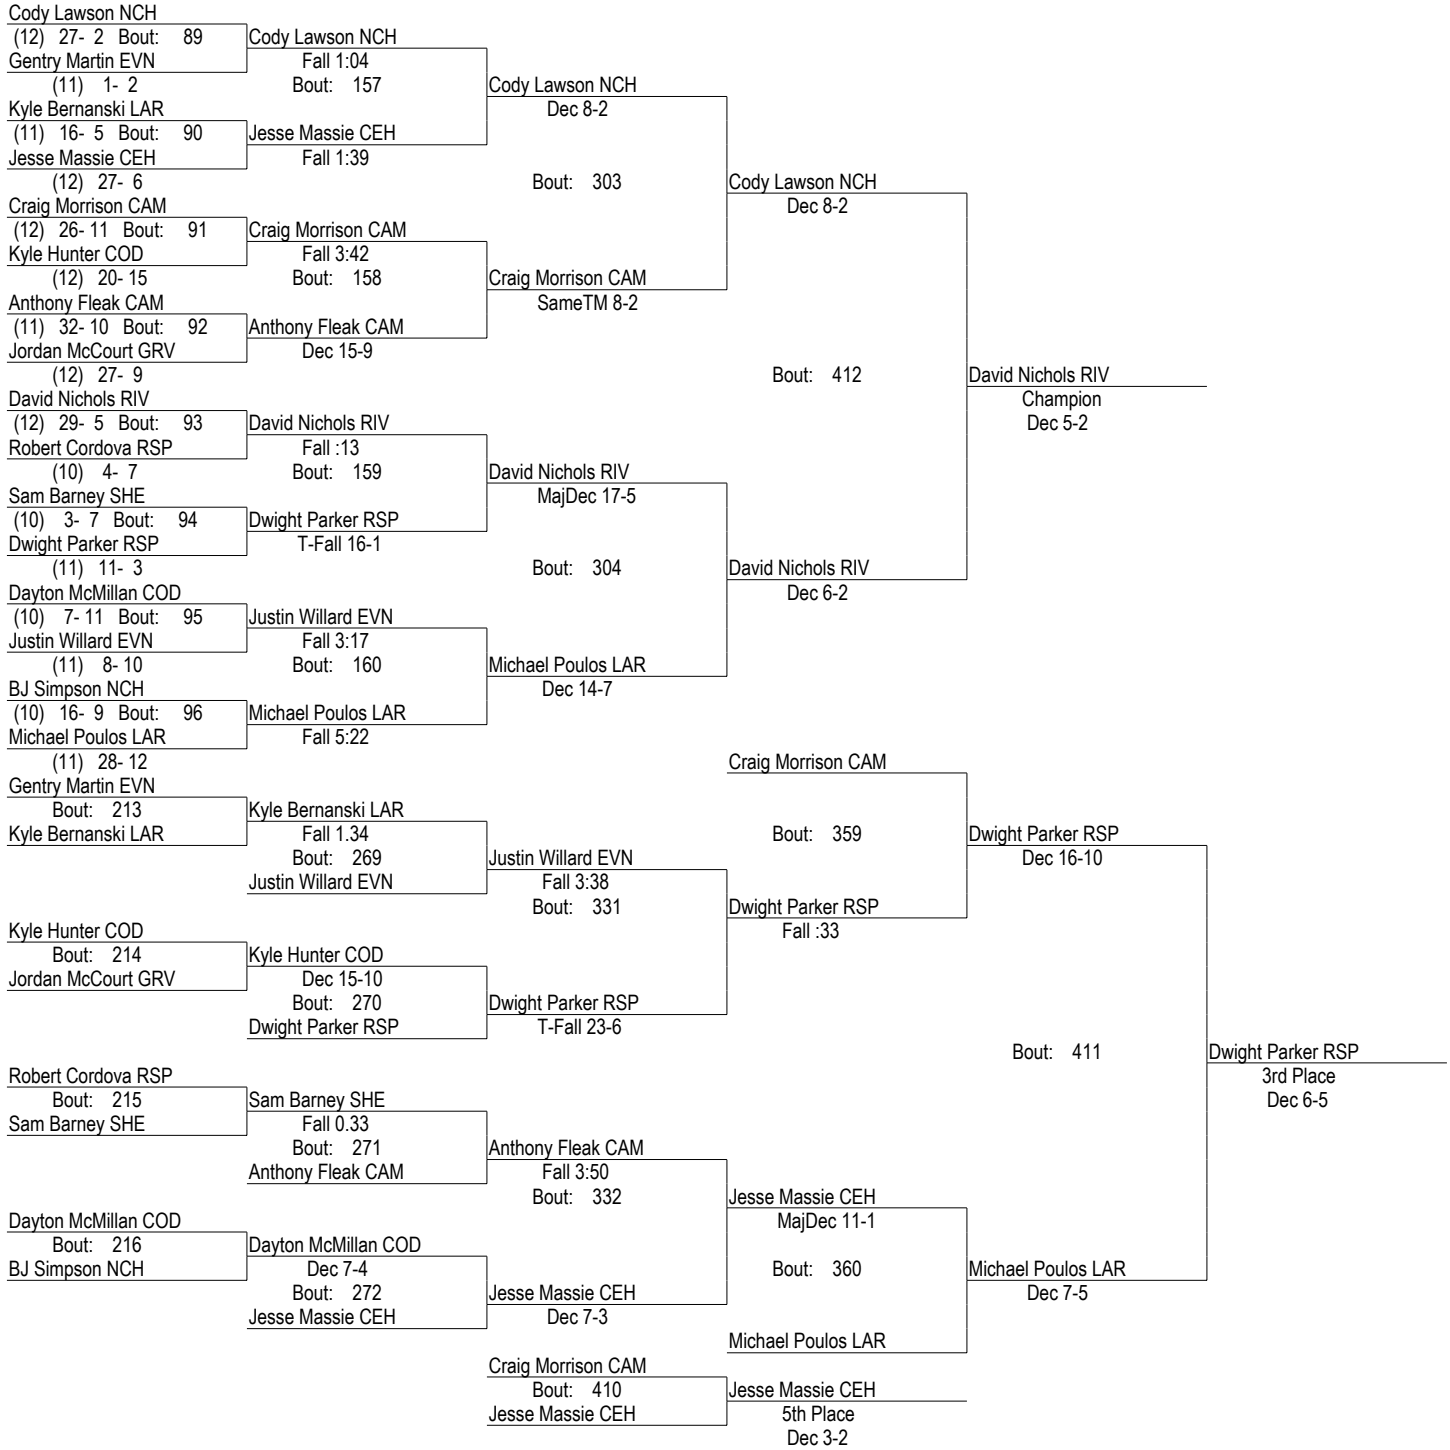 Cody Lawson NCH
(12) 27- 2 Bout: 89
Cody Lawson NCH
Gentry Martin EVN
Fall 1:04
(11) 1- 2
Bout: 157
Cody Lawson NCH
Kyle Bernanski LAR
Dec 8-2
(11) 16- 5 Bout: 90
Jesse Massie CEH
Jesse Massie CEH
Fall 1:39
(12) 27- 6
Bout: 303
Cody Lawson NCH
Craig Morrison CAM
Dec 8-2
(12) 26- 11 Bout: 91
Craig Morrison CAM
Kyle Hunter COD
Fall 3:42
(12) 20- 15
Bout: 158
Craig Morrison CAM
Anthony Fleak CAM
SameTM 8-2
(11) 32- 10 Bout: 92
Anthony Fleak CAM
Jordan McCourt GRV
Dec 15-9
(12) 27- 9
Bout: 412
David Nichols RIV
David Nichols RIV
Champion
(12) 29- 5 Bout: 93
David Nichols RIV
Dec 5-2
Robert Cordova RSP
Fall :13
(10) 4- 7
Bout: 159
David Nichols RIV
Sam Barney SHE
MajDec 17-5
(10) 3- 7 Bout: 94
Dwight Parker RSP
Dwight Parker RSP
T-Fall 16-1
(11) 11- 3
Bout: 304
David Nichols RIV
Dayton McMillan COD
Dec 6-2
(10) 7- 11 Bout: 95
Justin Willard EVN
Justin Willard EVN
Fall 3:17
(11) 8- 10
Bout: 160
Michael Poulos LAR
BJ Simpson NCH
Dec 14-7
(10) 16- 9 Bout: 96
Michael Poulos LAR
Michael Poulos LAR
Fall 5:22
(11) 28- 12
Craig Morrison CAM
Gentry Martin EVN
Bout: 213
Kyle Bernanski LAR
Kyle Bernanski LAR
Fall 1.34
Bout: 359
Dwight Parker RSP
Bout: 269
Justin Willard EVN
Dec 16-10
Justin Willard EVN
Fall 3:38
Bout: 331
Dwight Parker RSP
Kyle Hunter COD
Fall :33
Bout: 214
Kyle Hunter COD
Jordan McCourt GRV
Dec 15-10
Bout: 270
Dwight Parker RSP
Dwight Parker RSP
T-Fall 23-6
Bout: 411
Dwight Parker RSP
Robert Cordova RSP
3rd Place
Bout: 215
Sam Barney SHE
Dec 6-5
Sam Barney SHE
Fall 0.33
Bout: 271
Anthony Fleak CAM
Anthony Fleak CAM
Fall 3:50
Bout: 332
Jesse Massie CEH
Dayton McMillan COD
MajDec 11-1
Bout: 216
Dayton McMillan COD
BJ Simpson NCH
Dec 7-4
Bout: 360
Michael Poulos LAR
Bout: 272
Jesse Massie CEH
Dec 7-5
Jesse Massie CEH
Dec 7-3
Michael Poulos LAR
Craig Morrison CAM
Bout: 410
Jesse Massie CEH
Jesse Massie CEH
5th Place
Dec 3-2